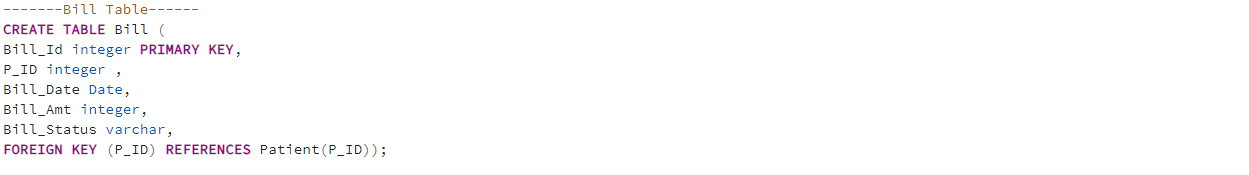 -------Bill Table------
CREATE TABLE Bill (
Bill_Id integer PRIMARY KEY,
P_ID integer ,
Bill_Date Date,
Bill_Amt integer,
Bill_Status varchar,
FOREIGN KEY (P_ID) REFERENCES Patient(P_ID));